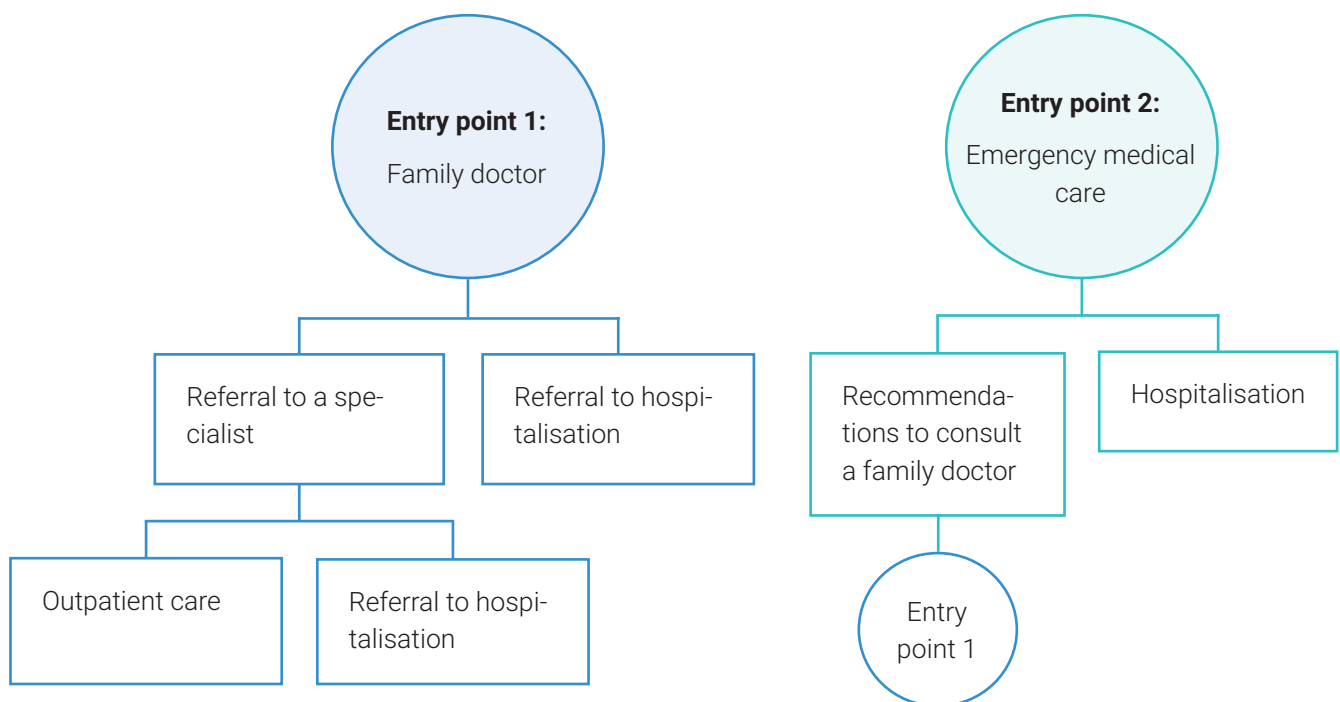 Entry point 1:
Family doctor
Referral to a spe-
cialist
Referral to hospi-
talisation
Outpatient care
Referral to hospi-
talisation
Entry point 2:
Emergency medical
care
Recommenda-
tions to consult
a family doctor
Hospitalisation
Entry
point 1